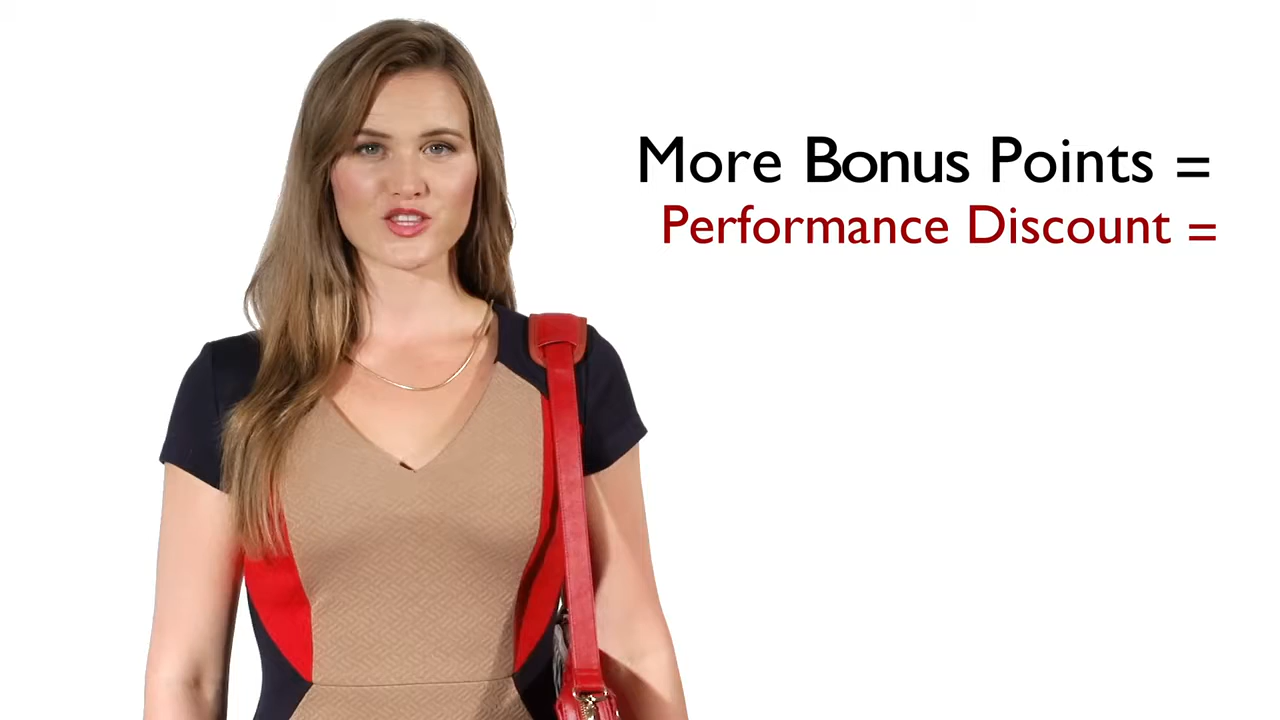 More Bonus Points =
Performance Discount =